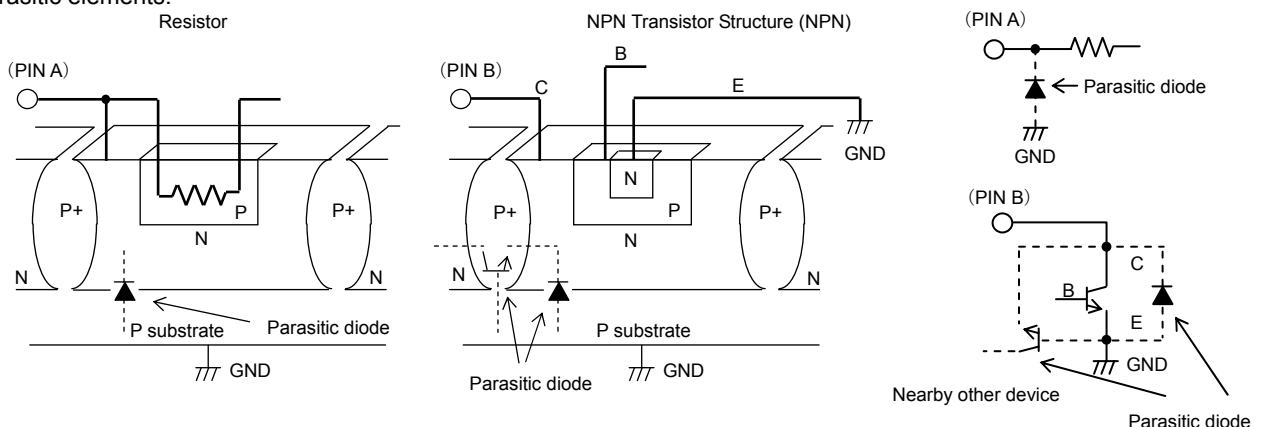 rasitic elements.
Resistor
(PIN A)
P+
P
P+
N
N
N
P substrate
Parasitic diode
GND
NPN Transistor Structure (NPN)
(PIN B)
C
B
E
GND
N
P+
P
P+
N
N
N
P substrate
Parasitic diode
GND
(PIN A)
Parasitic diode
GND
(PIN B)
C
B
E
GND
Nearby other device
Parasitic diode